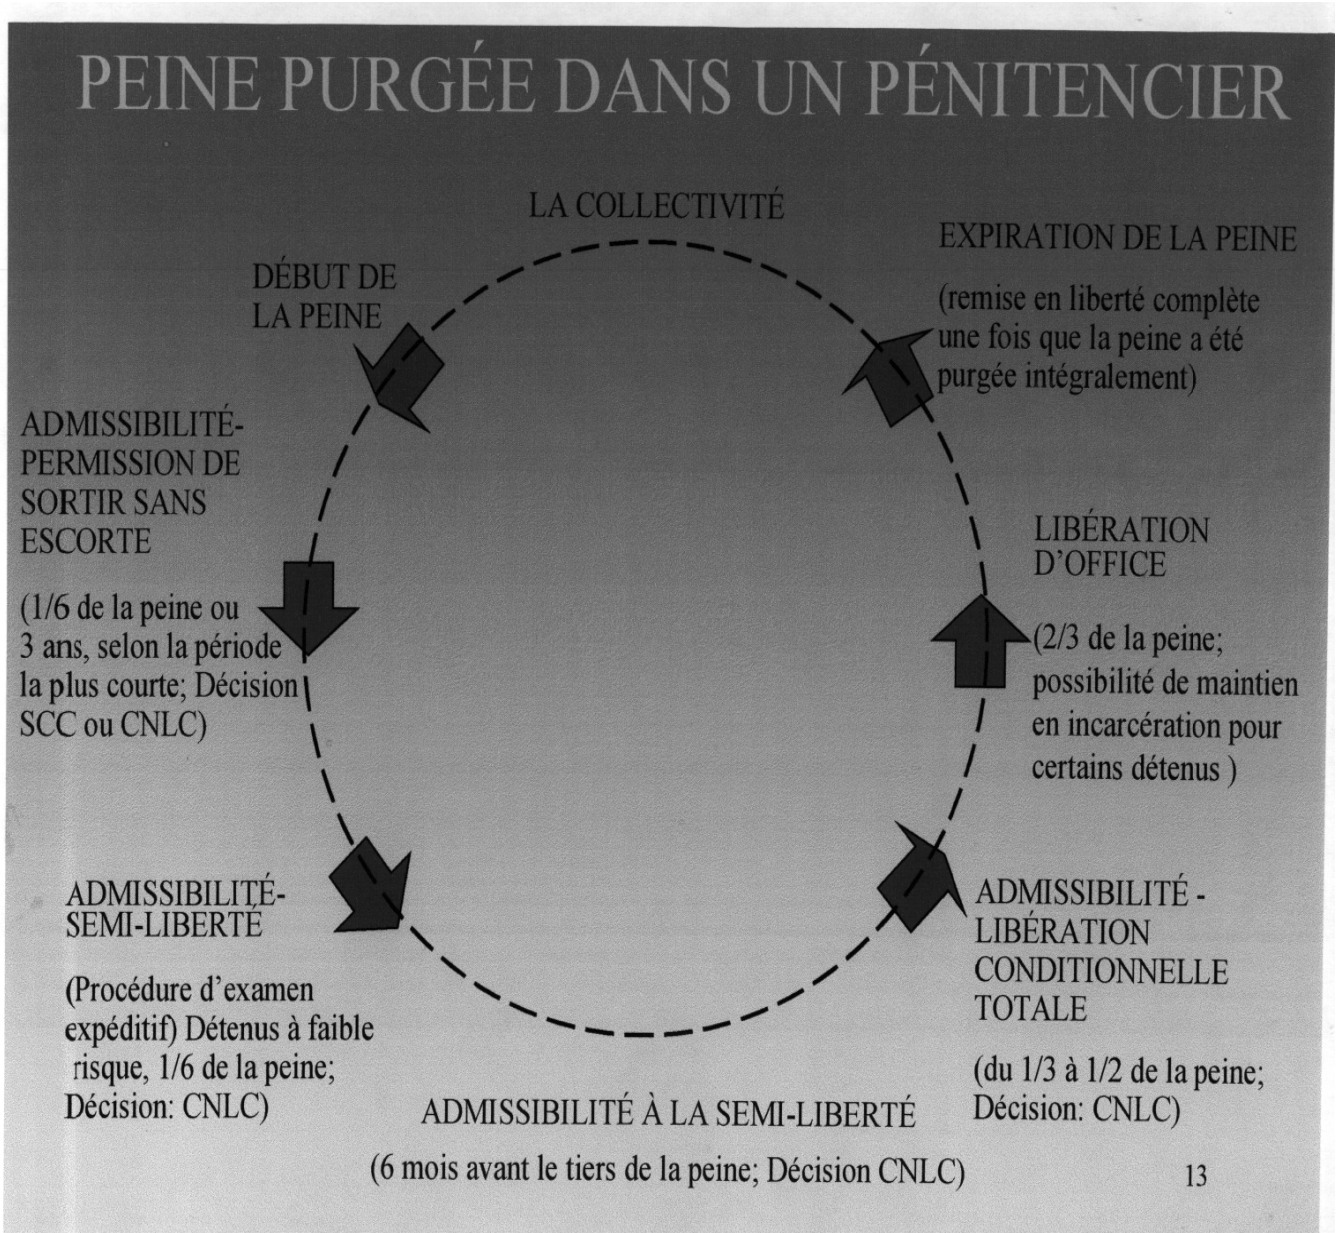 PEINE PURGÉE DANS UN PÉNITENCIER
LA COLLECTIVITÉ
DÉBUT DE
LA PEINE
ADMISSIBILITÉ-
PERMISSION DE
SORTIR SANS
ESCORTE
(1/6 de la peine ou
3 ans, selon la période
la plus courte; Décision
SCC ou CNLC)
ADMISSIBILITÉ-
SEMI-LIBERTÉ
(Procédure d'examen
expéditif) Détenus à faible
risque, 1/6 de la peine;
Décision: CNLC)
ADMISSIBILITÉ À LA SEMI-LIBERTÉ
(6 mois avant le tiers de la peine; Décision CNLC)
ADMISSIBILITÉ -
LIBÉRATION
CONDITIONNELLE
TOTALE
(du 1/3 à 1/2 de la peine;
Décision: CNLC)
LIBÉRATION
D'OFFICE
(2/3 de la peine;
possibilité de maintien
en incarcération pour
certains détenus )
EXPIRATION DE LA PEINE
(remise en liberté complète
une fois que la peine a été
purgée intégralement)
13